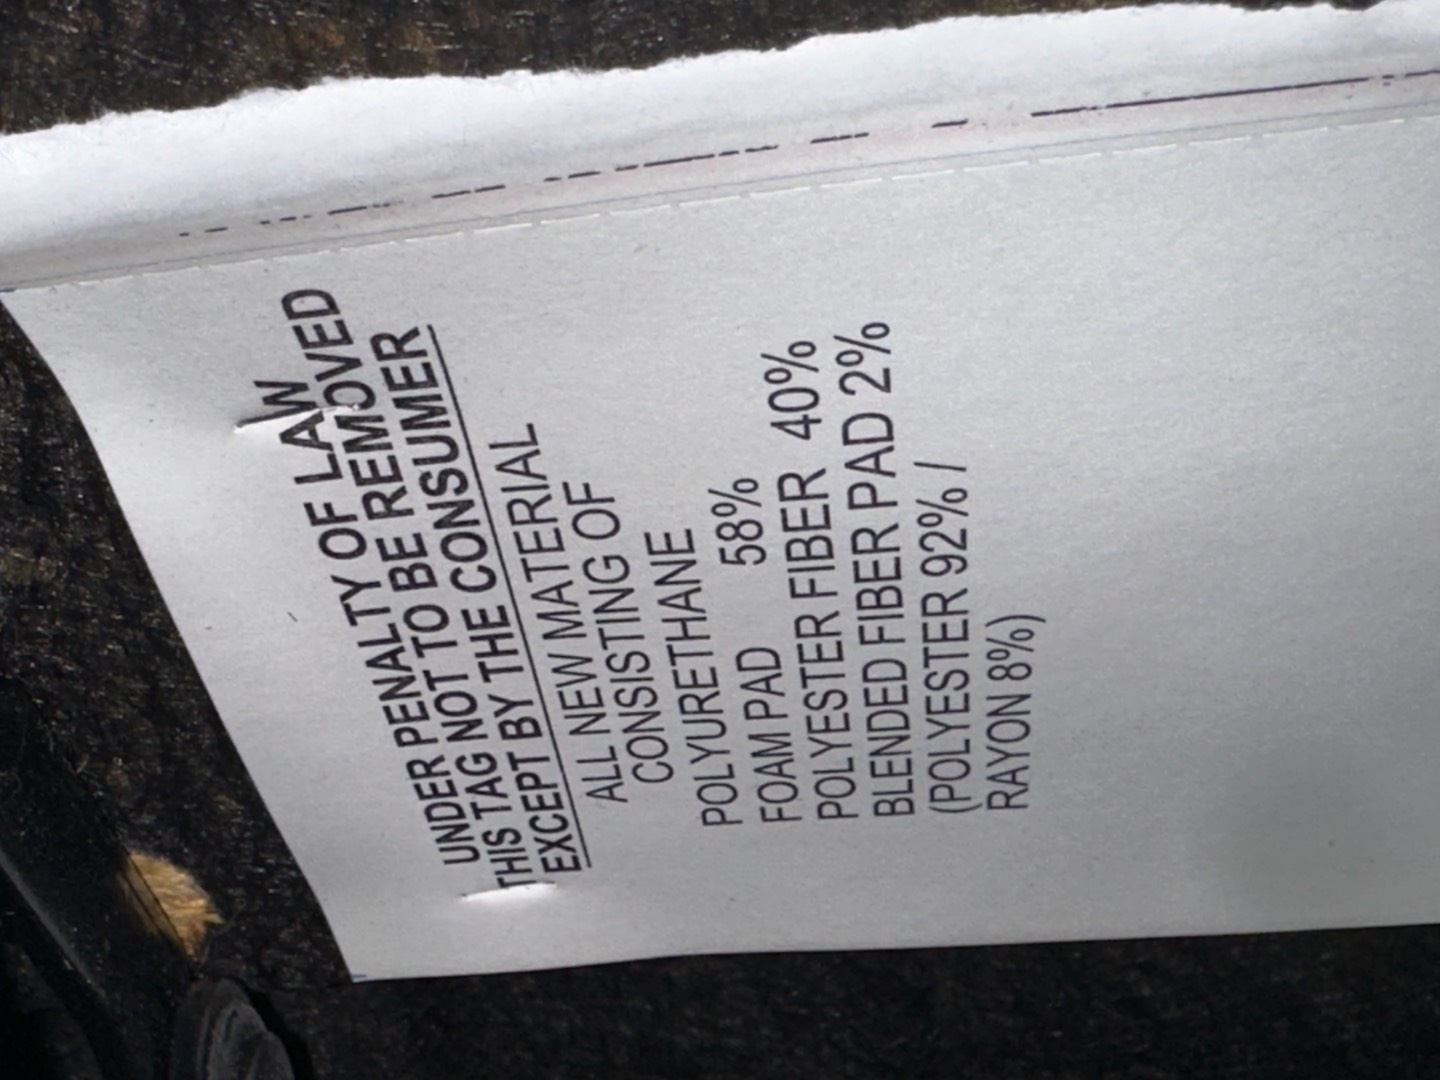 UNDER PENALTY OF LAW
THIS TAG NOT TO BE REMOVED
EXCEPT BY THE CONSUMER
ALL NEW MATERIAL
CONSISTING OF
POLYURETHANE
FOAM PAD 58%
POLYESTER FIBER 40%
BLENDED FIBER PAD 2%
(POLYESTER 92% /
RAYON 8%)